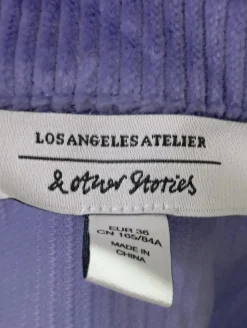 LOS ANGELES ATELIER
& other Stories
EUR 36
CN 165/84A
MADE IN
CHINA